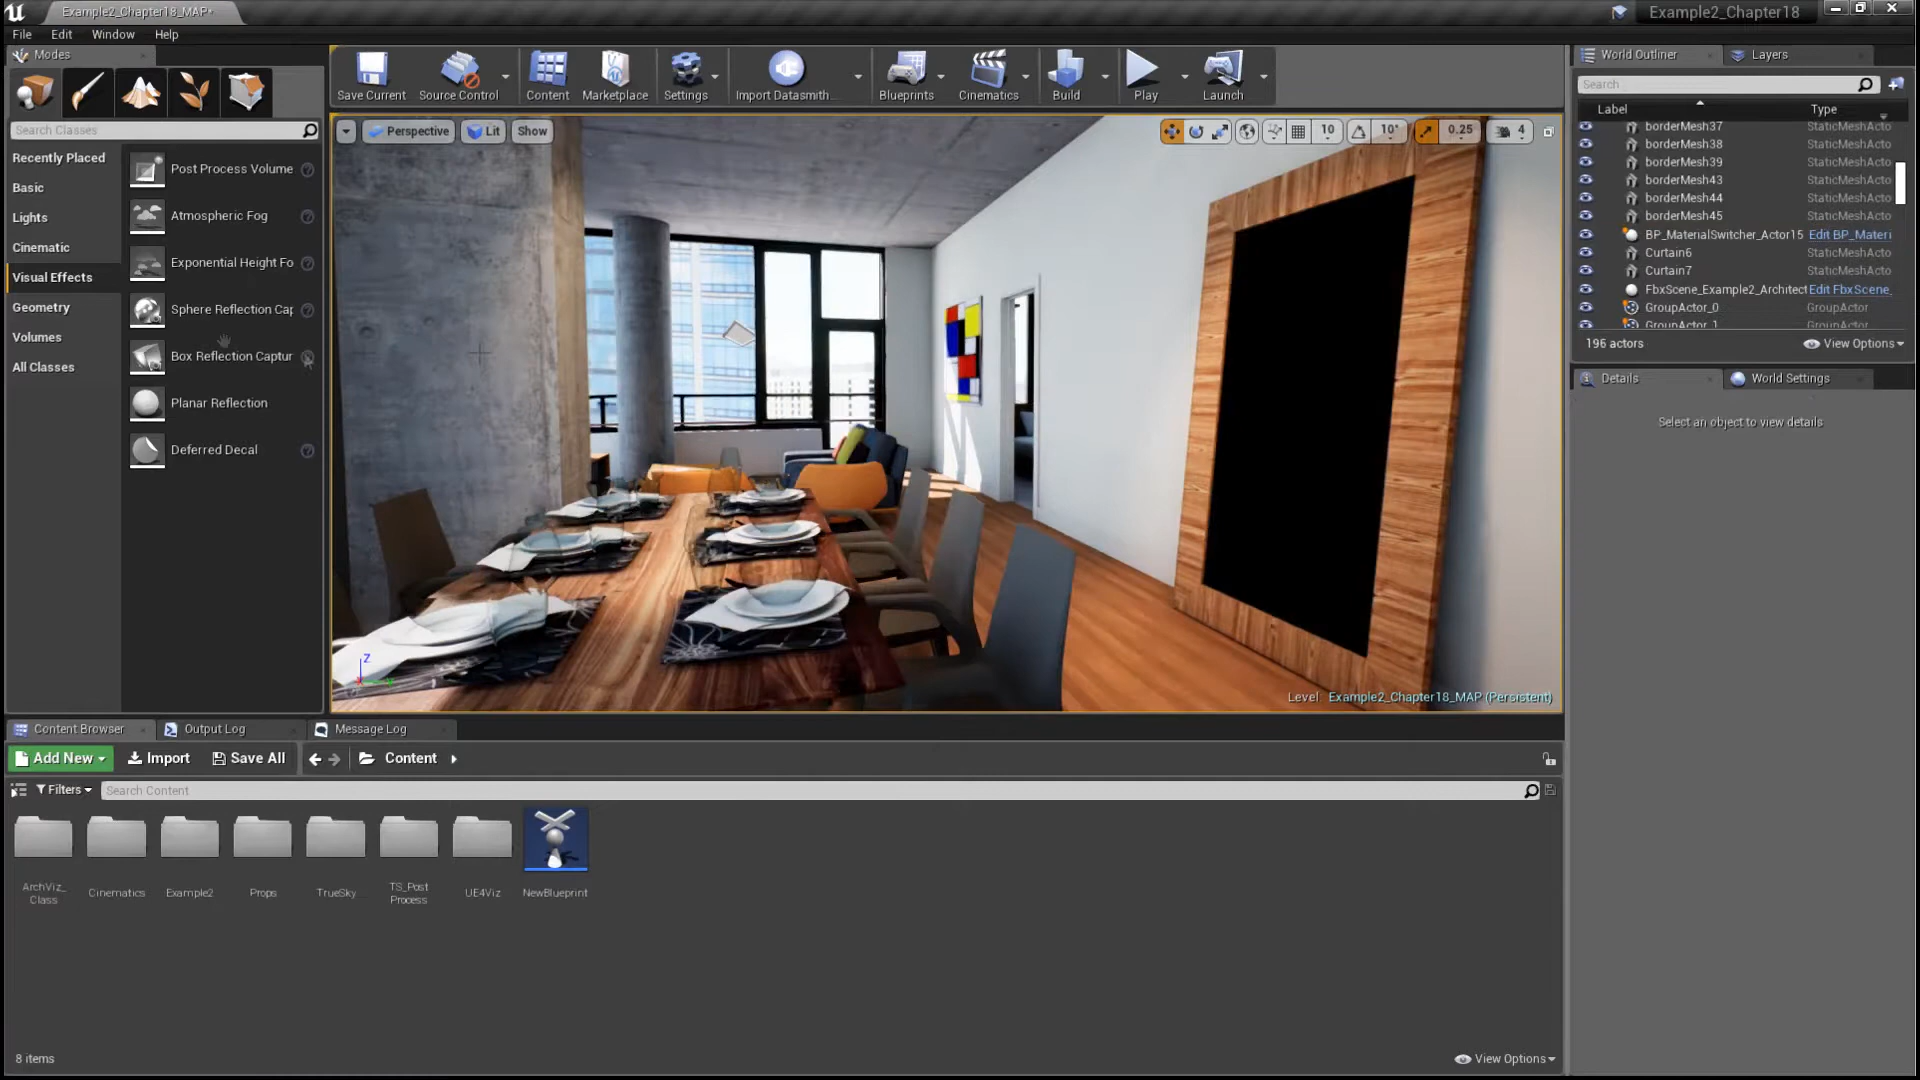 Example2_Chapter18_MAP*
Example2_Chapter18
File Edit Window Help
Modes
Search Classes
Recently Placed
Basic
Lights
Cinematic
Visual Effects
Geometry
Volumes
All Classes
Post Process Volume
Atmospheric Fog
Exponential Height Fo
Sphere Reflection Cap
Box Reflection Captur
Planar Reflection
Deferred Decal
Save Current
Source Control
Content
Marketplace
Settings
Import Datasmith...
Blueprints
Cinematics
Build
Play
Launch
Perspective Lit Show
10 10° 0.25 4
Z
Level: Example2_Chapter18_MAP (Persistent)
World Outliner Layers
Search
Label Type
borderMesh37 StaticMeshActo
borderMesh38 StaticMeshActo
borderMesh39 StaticMeshActo
borderMesh43 StaticMeshActo
borderMesh44 StaticMeshActo
borderMesh45 StaticMeshActo
BP_MaterialSwitcher_Actor15 Edit BP_Materi
Curtain6 StaticMeshActo
Curtain7 StaticMeshActo
FbxScene_Example2_Architect Edit FbxScene_
GroupActor_0 GroupActor
GroupActor_1 GroupActor
196 actors View Options
Details World Settings
Select an object to view details
Content Browser Output Log Message Log
Add New Import Save All Content
Filters Search Content
ArchViz_
Class
Cinematics
Example2
Props
TrueSky
TS_Post
Process
UE4Viz
NewBlueprint
8 items View Options